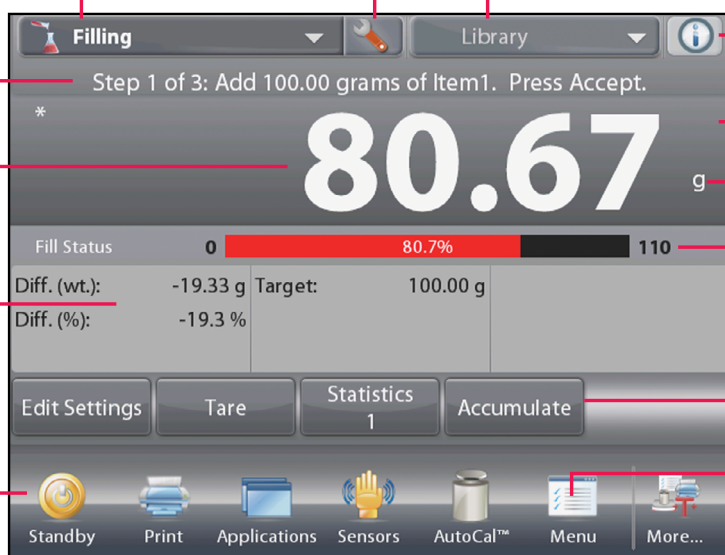 Filling Library
Step 1 of 3: Add 100.00 grams of Item1. Press Accept.
*
80.67 g
Fill Status 0 80.7% 110
Diff. (wt.): -19.33 g Target: 100.00 g
Diff. (%): -19.3 %
Edit Settings Tare Statistics 1 Accumulate
Standby Print Applications Sensors AutoCal™ Menu More...